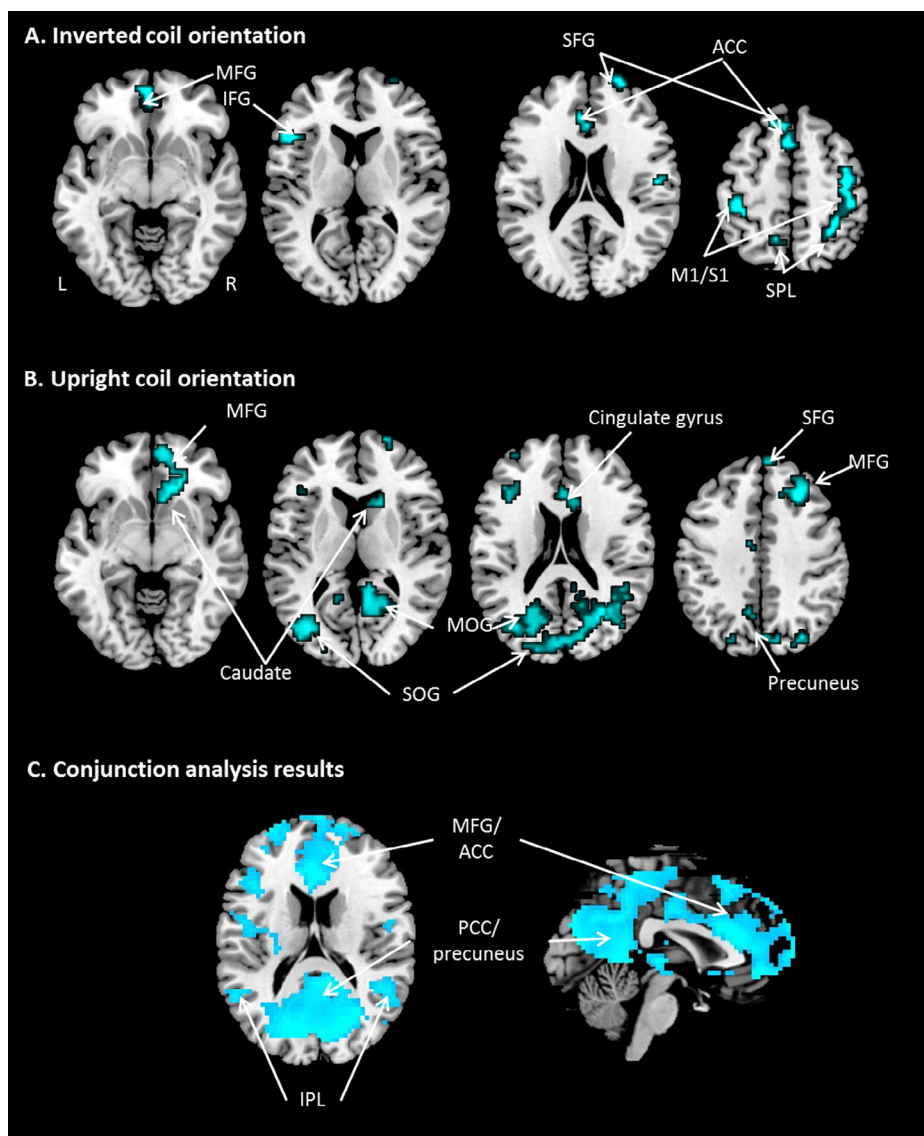 A. Inverted coil orientation
MFG
IFG
SFG
ACC
L
R
M1/S1
SPL
B. Upright coil orientation
MFG
Cingulate gyrus
SFG
MFG
Caudate
MOG
SOG
Precuneus
C. Conjunction analysis results
MFG/
ACC
PCC/
precuneus
IPL